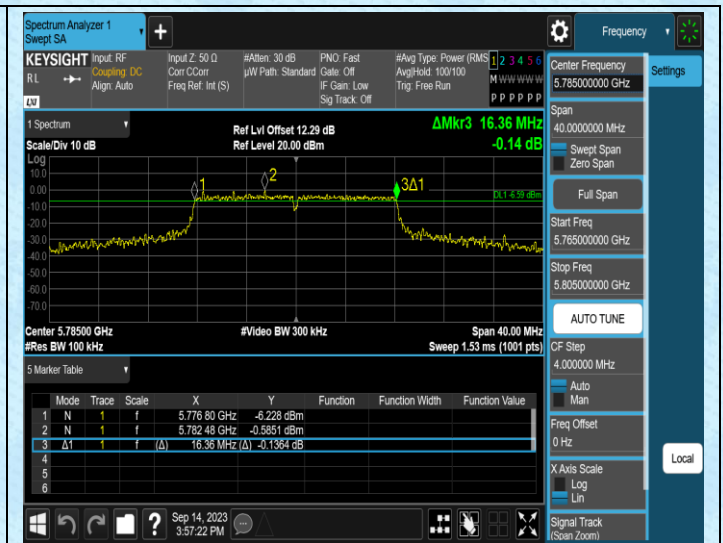 Spectrum Analyzer 1
Swept SA
+
Frequency
KEYSIGHT
RL
LXI
Input: RF
Coupling: DC
Align: Auto
Input Z: 50 Ω
Corr CCorr
Freq Ref: Int (S)
#Atten: 30 dB
µW Path: Standard
PNO: Fast
Gate: Off
IF Gain: Low
Sig Track: Off
#Avg Type: Power (RMS
Avg|Hold: 100/100
Trig: Free Run
1 2 3 4 5 6
M W W W W W
P P P P P P
Center Frequency
5.785000000 GHz
Settings
Span
40.0000000 MHz
Swept Span
Zero Span
Full Span
Start Freq
5.765000000 GHz
Stop Freq
5.805000000 GHz
AUTO TUNE
CF Step
4.000000 MHz
Auto
Man
Freq Offset
0 Hz
X Axis Scale
Log
Lin
Signal Track
(Span Zoom)
Local
1 Spectrum
Scale/Div 10 dB
Ref Lvl Offset 12.29 dB
Ref Level 20.00 dBm
ΔMkr3 16.36 MHz
-0.14 dB
Log
10.0
0.00
-10.0
-20.0
-30.0
-40.0
-50.0
-60.0
-70.0
1
2
3Δ1
DL1 -6.59 dBm
Center 5.78500 GHz
#Video BW 300 kHz
Span 40.00 MHz
#Res BW 100 kHz
Sweep 1.53 ms (1001 pts)
5 Marker Table
Mode Trace Scale X Y Function Function Width Function Value
1 N 1 f 5.776 80 GHz -6.228 dBm
2 N 1 f 5.782 48 GHz -0.5851 dBm
3 Δ1 1 f (Δ) 16.36 MHz (Δ) -0.1364 dB
4
5
6
?
Sep 14, 2023
3:57:22 PM